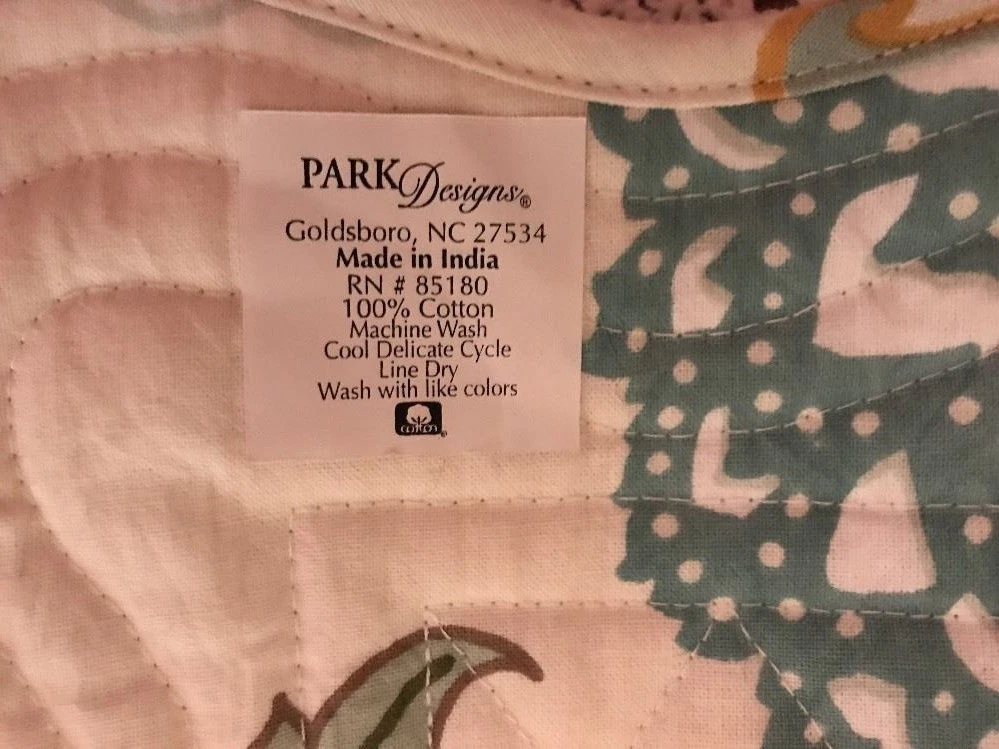 PARK Designs®
Goldsboro, NC 27534
Made in India
RN # 85180
100% Cotton
Machine Wash
Cool Delicate Cycle
Line Dry
Wash with like colors
cotton®